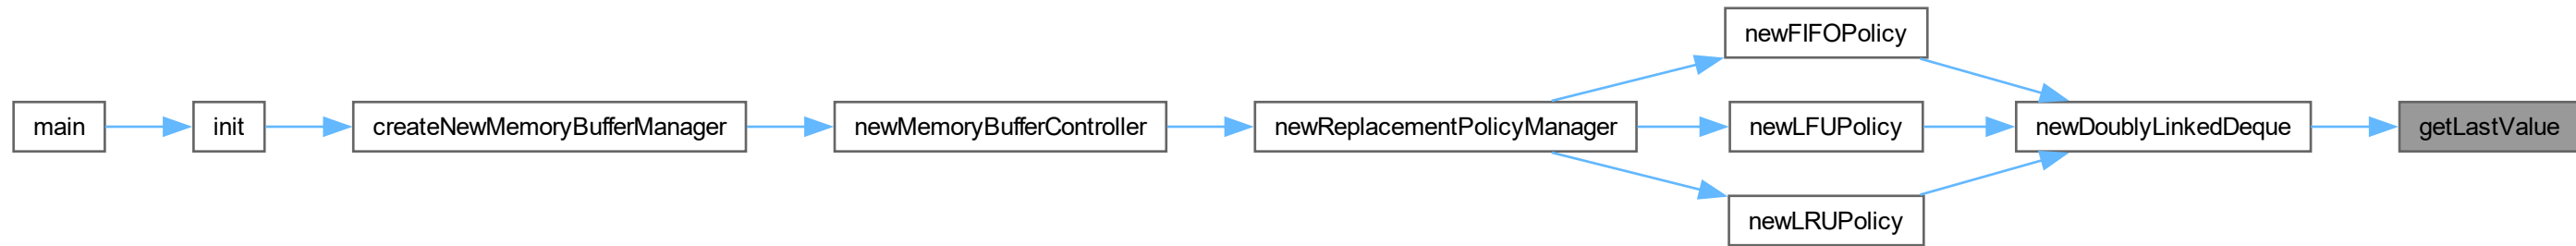 main
init
createNewMemoryBufferManager
newMemoryBufferController
newReplacementPolicyManager
newFIFOPolicy
newLFUPolicy
newLRUPolicy
newDoublyLinkedDeque
getLastValue